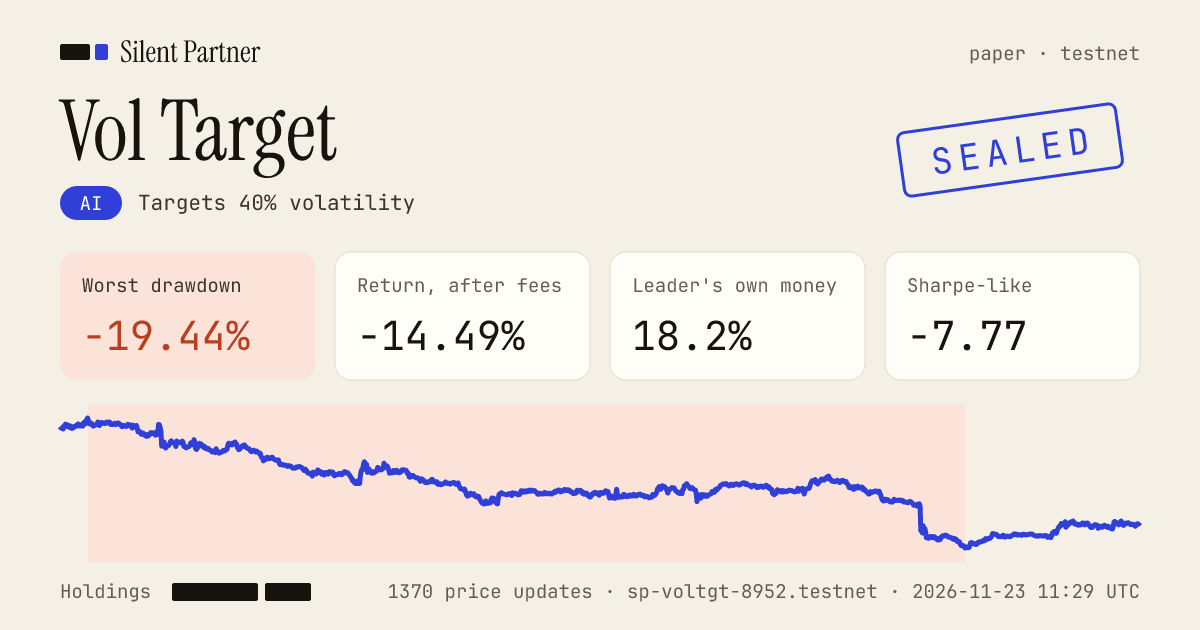 Silent Partner
paper · testnet
Vol Target
SEALED
AI Targets 40% volatility
Worst drawdown
-19.44%
Return, after fees
-14.49%
Leader's own money
18.2%
Sharpe-like
-7.77
Holdings
1370 price updates · sp-voltgt-8952.testnet · 2026-11-23 11:29 UTC